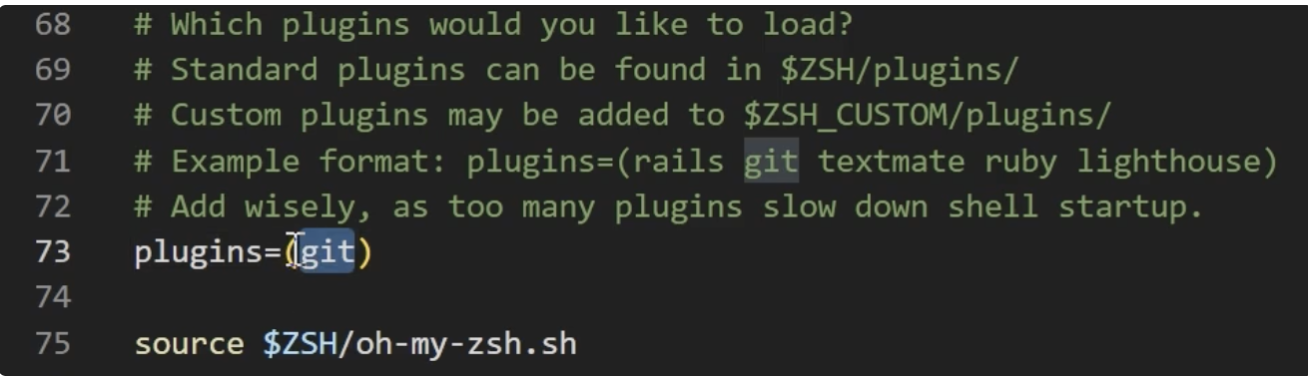 68 # Which plugins would you like to load?
69 # Standard plugins can be found in $ZSH/plugins/
70 # Custom plugins may be added to $ZSH_CUSTOM/plugins/
71 # Example format: plugins=(rails git textmate ruby lighthouse)
72 # Add wisely, as too many plugins slow down shell startup.
73 plugins=(git)
74
75 source $ZSH/oh-my-zsh.sh